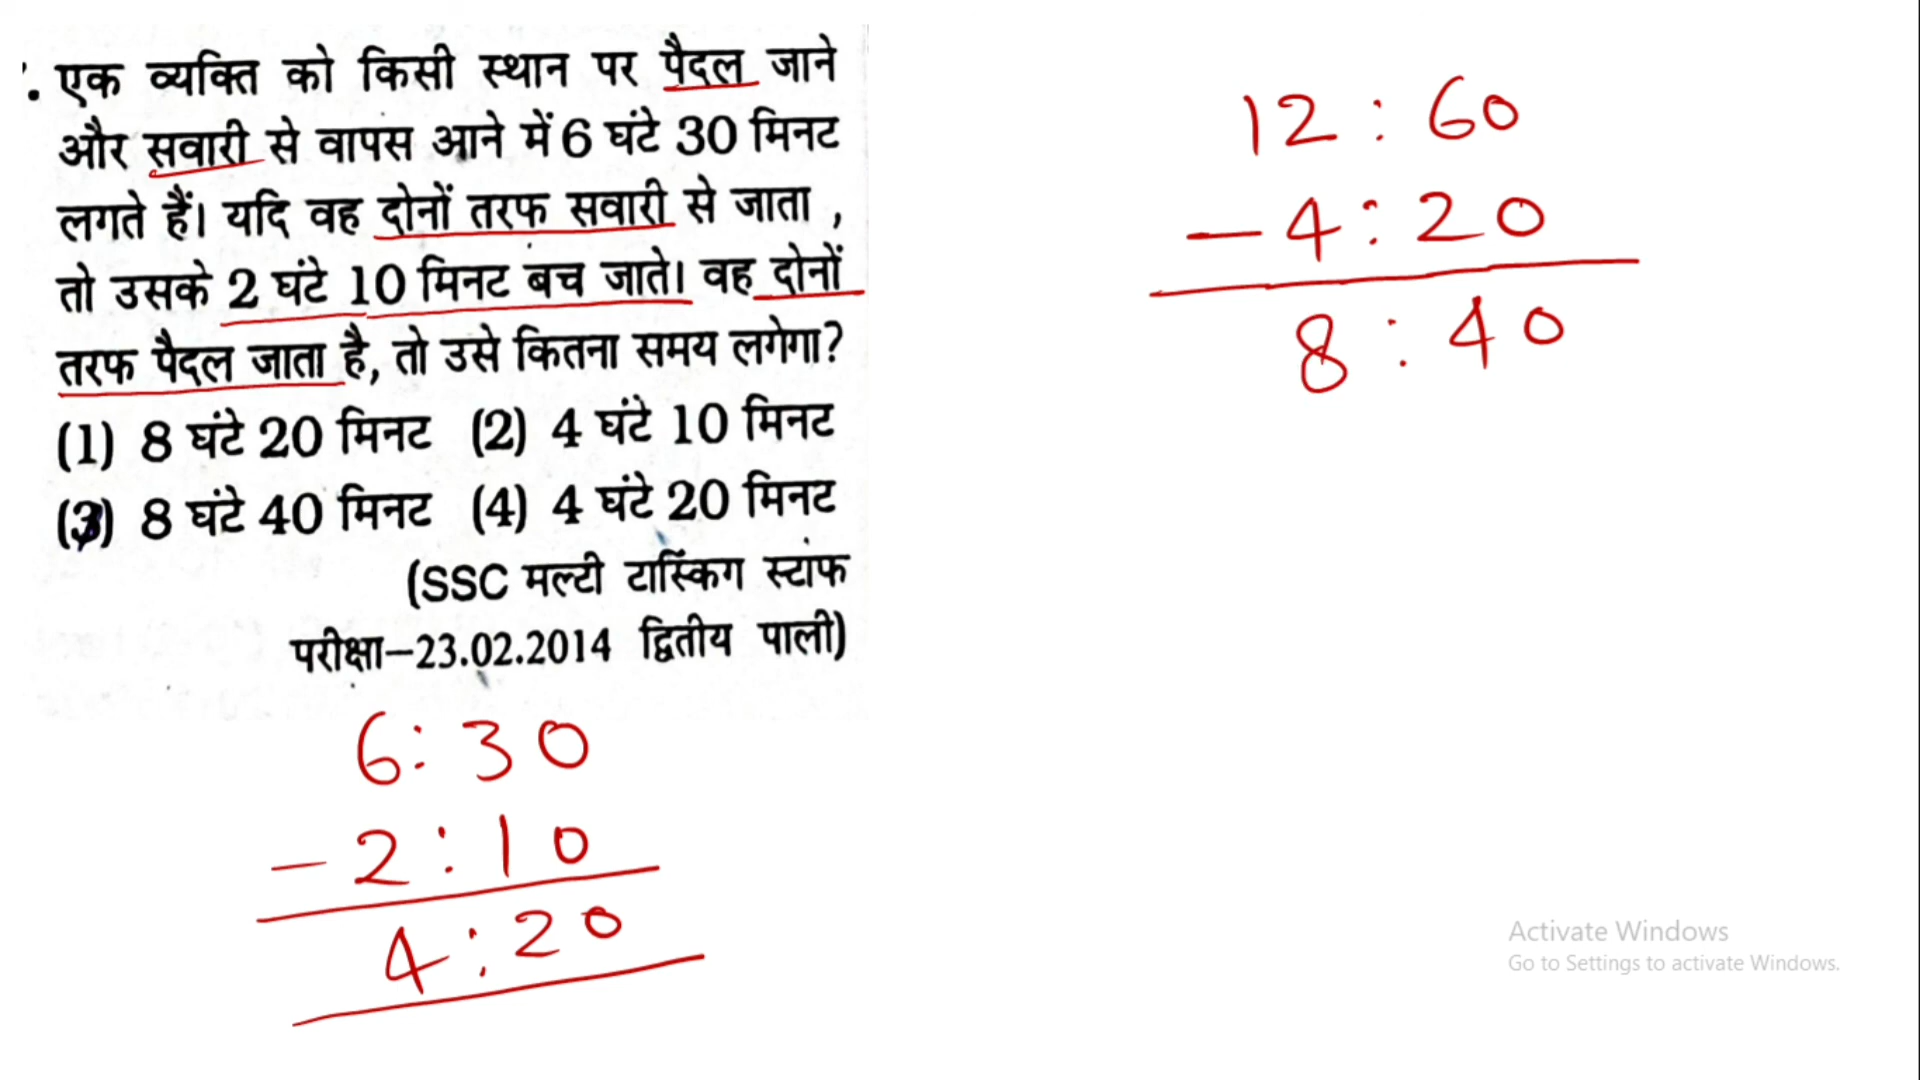 . एक व्यक्ति को किसी स्थान पर पैदल जाने
और सवारी से वापस आने में 6 घंटे 30 मिनट
लगते हैं। यदि वह दोनों तरफ सवारी से जाता ,
तो उसके 2 घंटे 10 मिनट बच जाते। वह दोनों
तरफ पैदल जाता है, तो उसे कितना समय लगेगा?
(1) 8 घंटे 20 मिनट (2) 4 घंटे 10 मिनट
(3) 8 घंटे 40 मिनट (4) 4 घंटे 20 मिनट
(SSC मल्टी टास्किंग स्टाफ
परीक्षा–23.02.2014 द्वितीय पाली)
6:30
– 2:10
4:20
12:60
– 4:20
8:40
Activate Windows
Go to Settings to activate Windows.